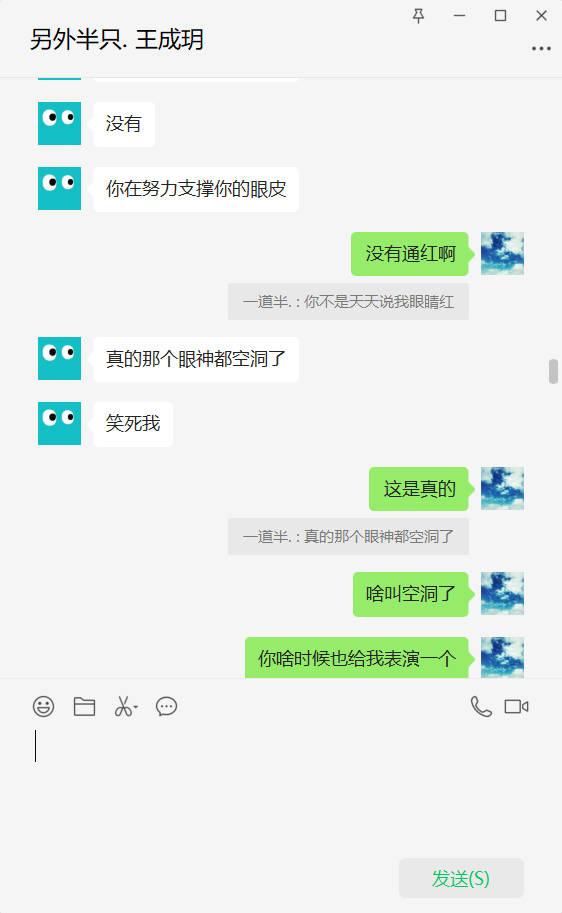 另外半只. 王成玥
没有
你在努力支撑你的眼皮
没有通红啊
一道半. : 你不是天天说我眼睛红
真的那个眼神都空洞了
笑死我
这是真的
一道半. : 真的那个眼神都空洞了
啥叫空洞了
你啥时候也给我表演一个
发送(S)